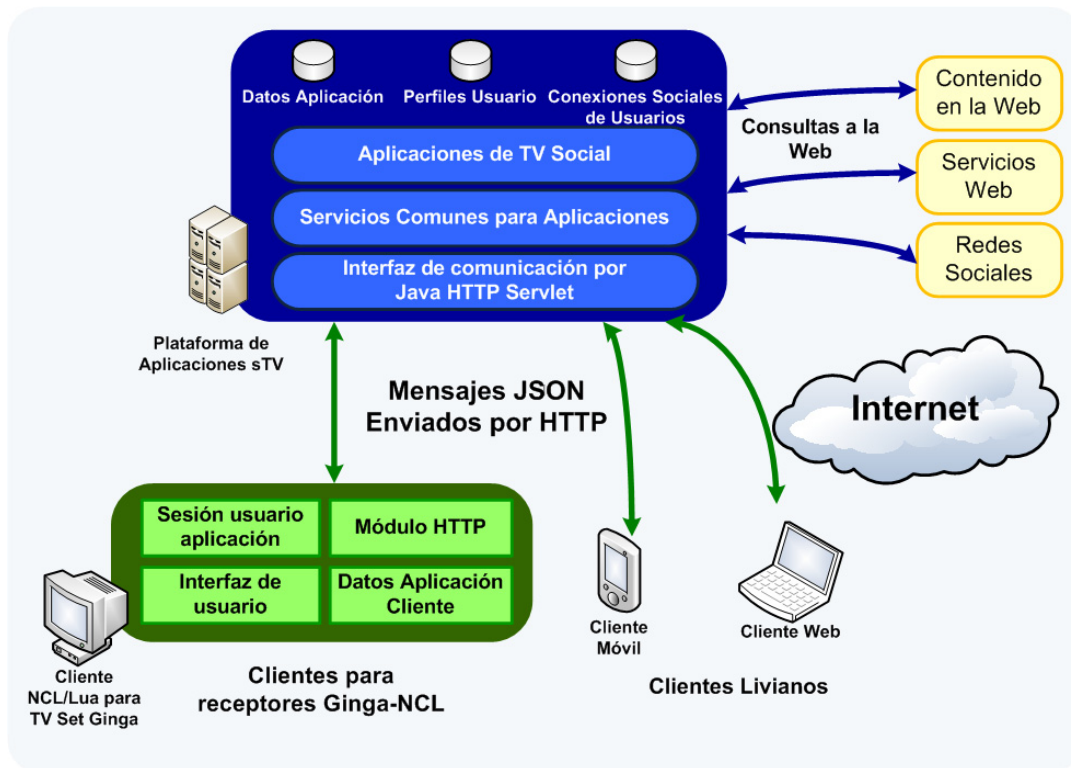 Datos Aplicación
Perfiles Usuario
Conexiones Sociales
de Usuarios
Aplicaciones de TV Social
Servicios Comunes para Aplicaciones
Interfaz de comunicación por
Java HTTP Servlet
Plataforma de
Aplicaciones sTV
Consultas a la
Web
Contenido
en la Web
Servicios
Web
Redes
Sociales
Mensajes JSON
Enviados por HTTP
Internet
Sesión usuario
aplicación
Módulo HTTP
Interfaz de
usuario
Datos Aplicación
Cliente
Cliente
NCL/Lua para
TV Set Ginga
Clientes para
receptores Ginga-NCL
Cliente
Móvil
Cliente Web
Clientes Livianos